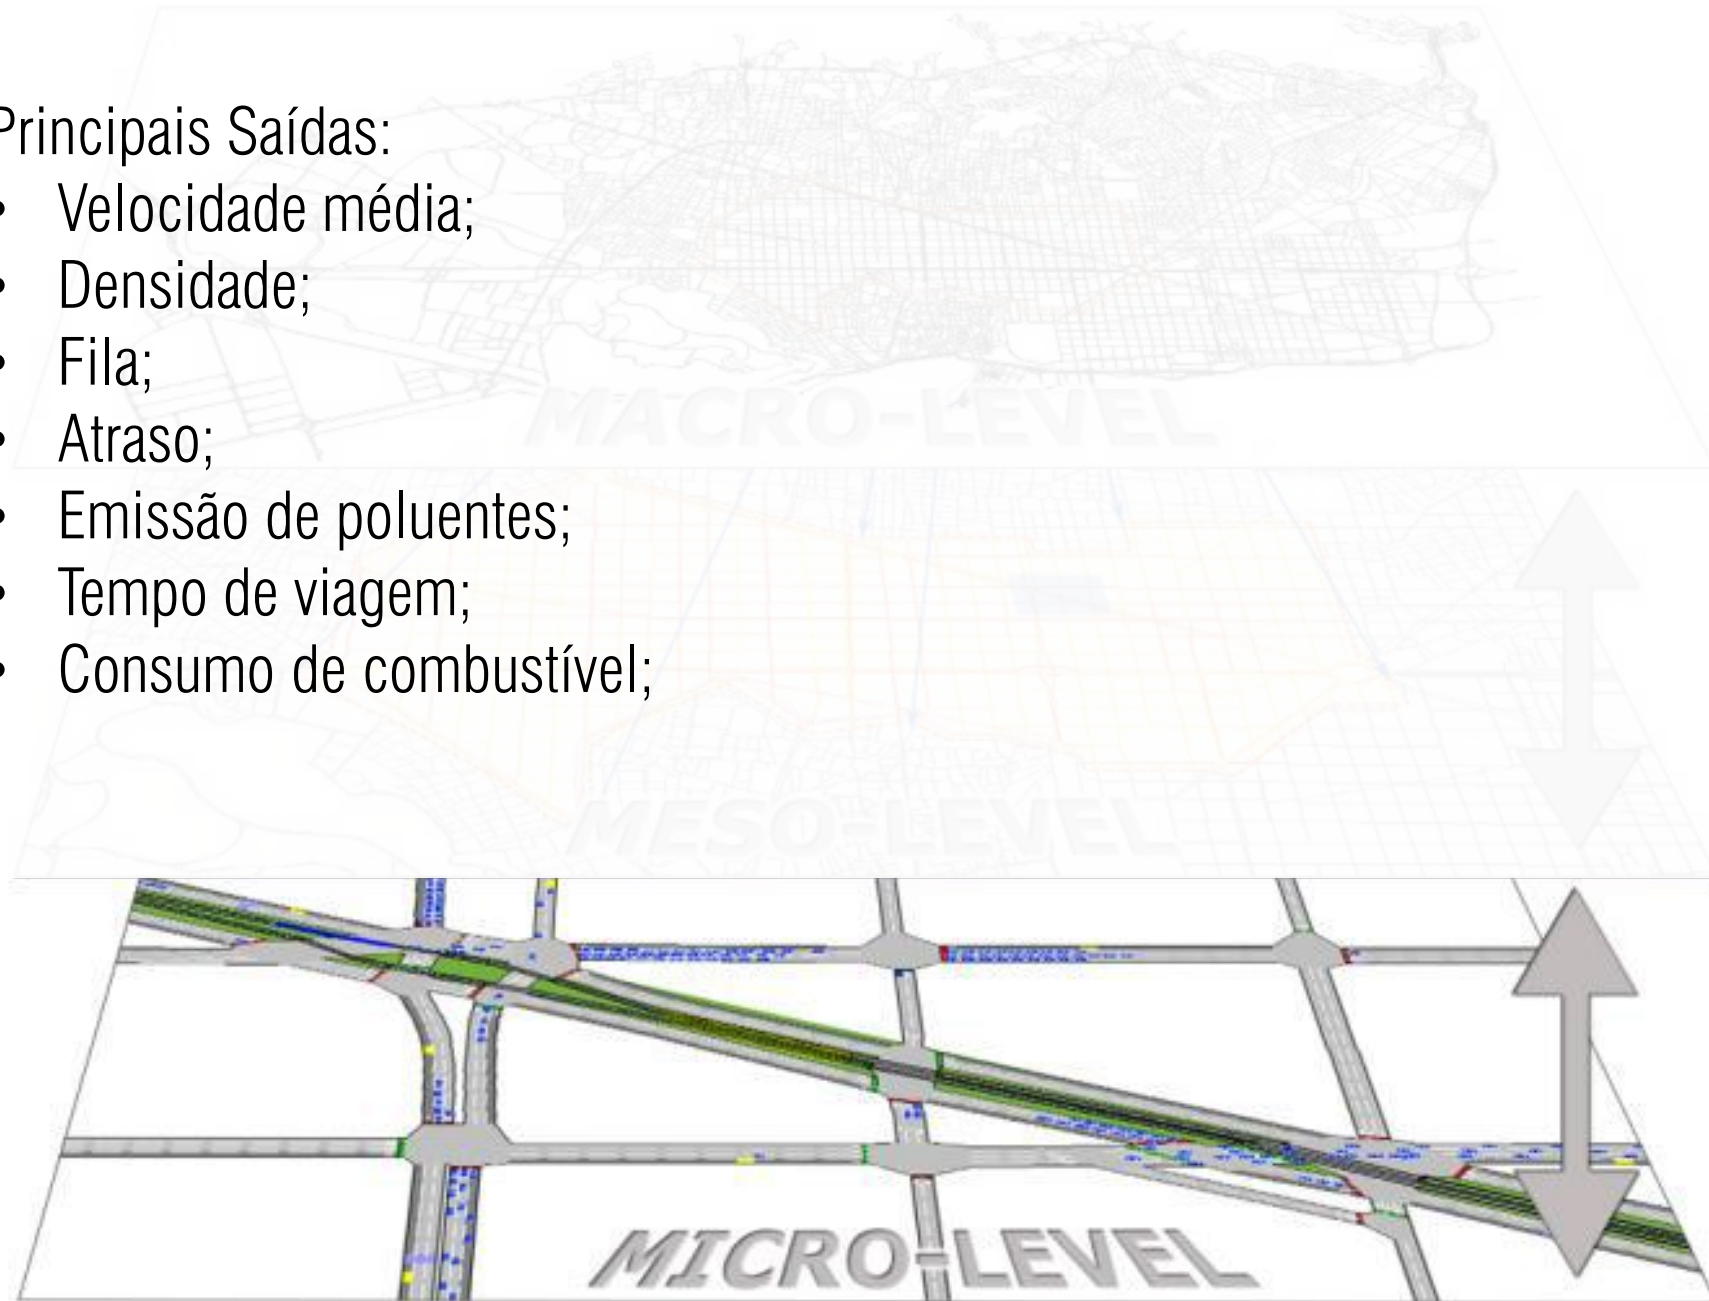 Principais Saídas:
• Velocidade média;
• Densidade;
• Fila;
• Atraso;
• Emissão de poluentes;
• Tempo de viagem;
• Consumo de combustível;
MACRO-LEVEL
MESO-LEVEL
MICRO-LEVEL